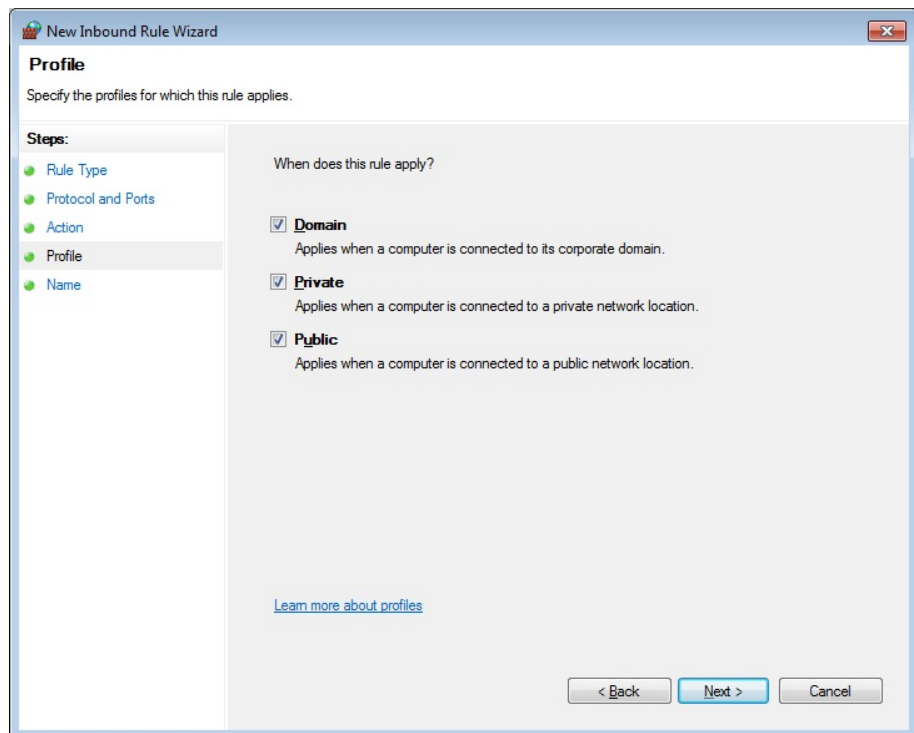 New Inbound Rule Wizard
Profile
Specify the profiles for which this rule applies.
Steps:
Rule Type
Protocol and Ports
Action
Profile
Name
When does this rule apply?
Domain
Applies when a computer is connected to its corporate domain.
Private
Applies when a computer is connected to a private network location.
Public
Applies when a computer is connected to a public network location.
Learn more about profiles
< Back
Next >
Cancel